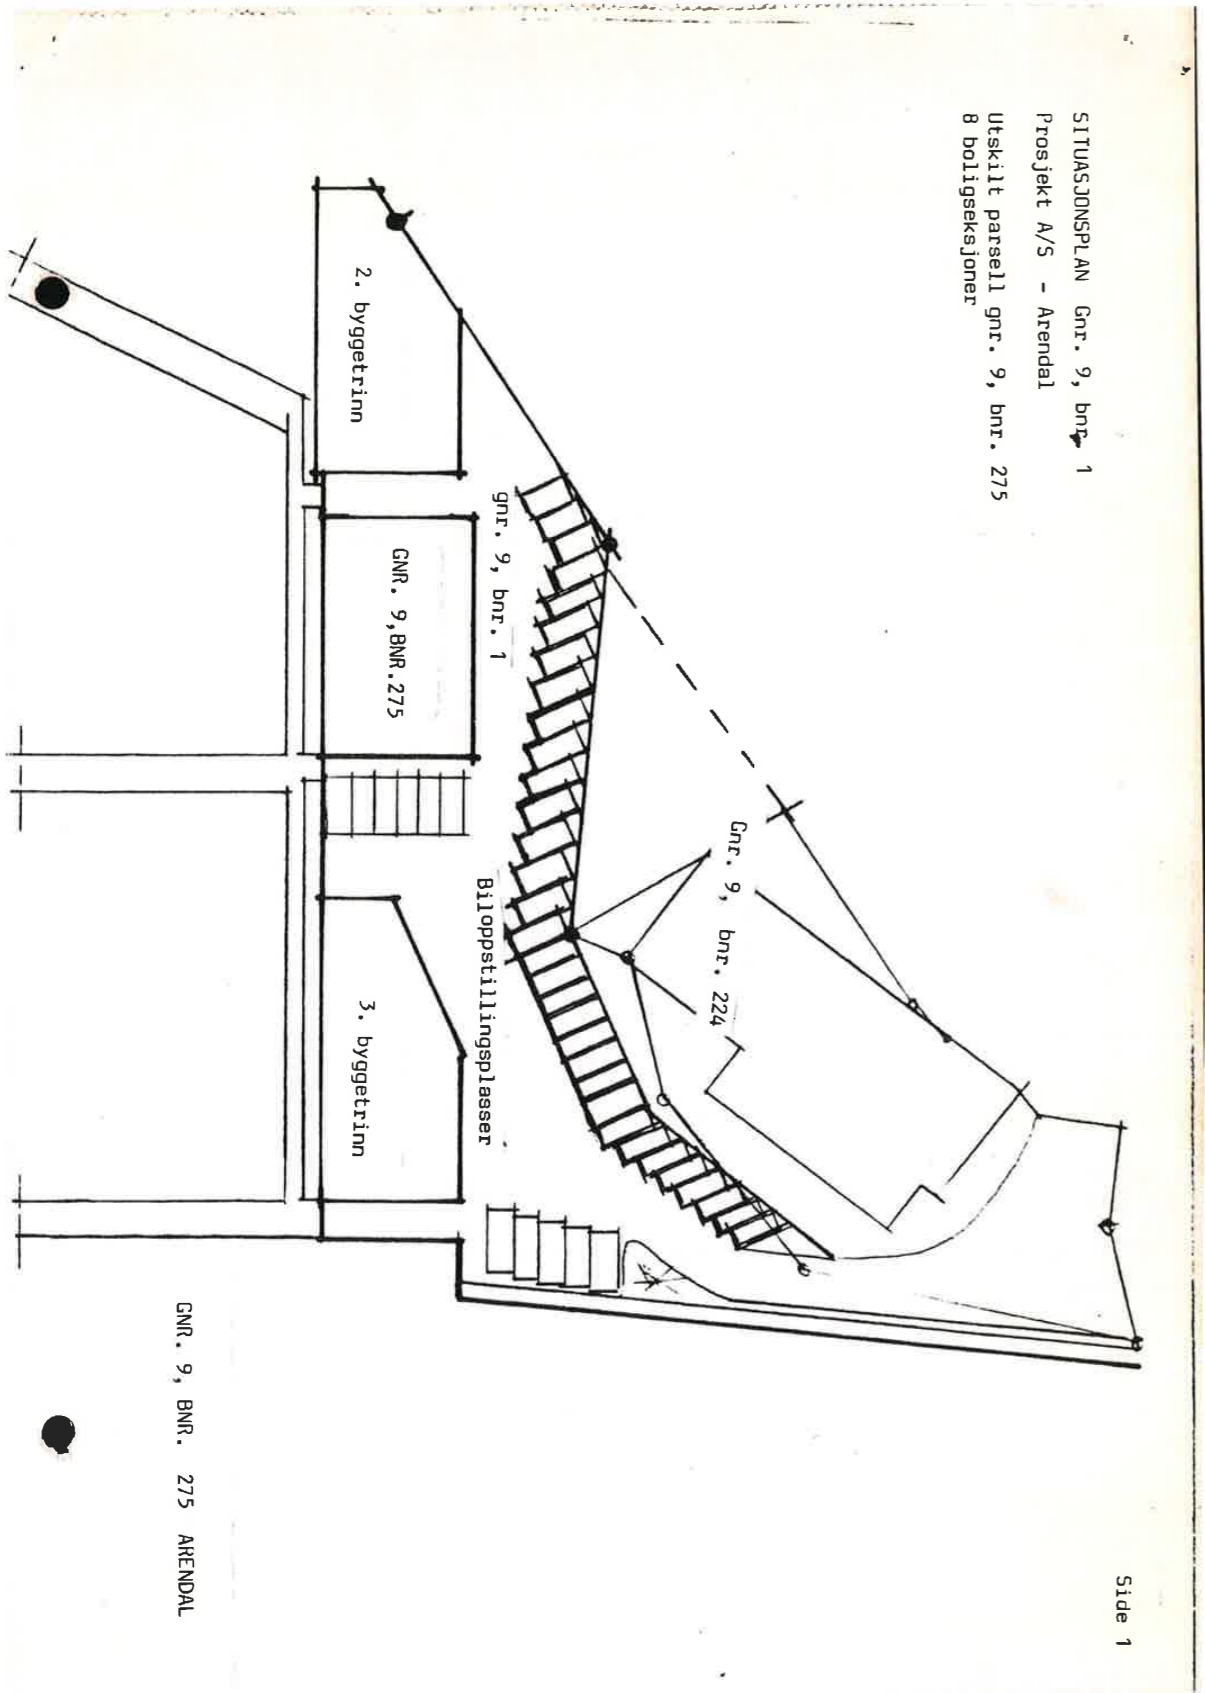 Side 1
SITUASJONSPLAN Gnr. 9, bnr. 1
Prosjekt A/S - Arendal
Utskilt parsell gnr. 9, bnr. 275
8 boligseksjoner
Gnr. 9, bnr. 224
gnr. 9, bnr. 1
Biloppstillingsplasser
2. byggetrinn
GNR. 9,BNR.275
3. byggetrinn
GNR. 9, BNR. 275 ARENDAL